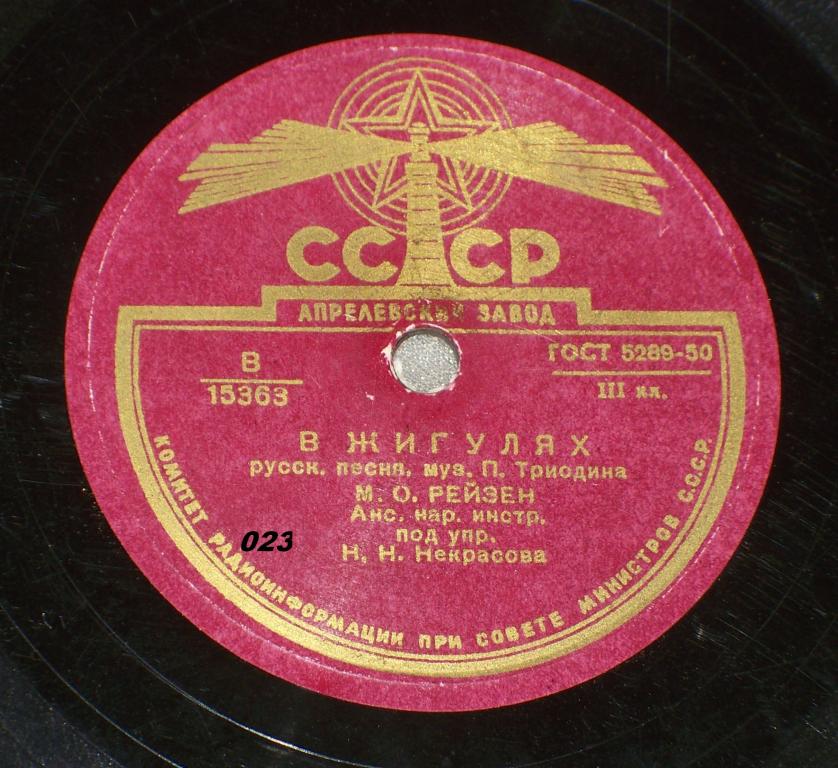 СССР
АПРЕЛЕВСКИЙ ЗАВОД
В
15363
ГОСТ 5289-50
III кл.
В ЖИГУЛЯХ
русск. песня, муз. П. Триодина
М. О. РЕЙЗЕН
Анс. нар. инстр.
под упр.
Н. Н. Некрасова
023
КОМИТЕТ РАДИОИНФОРМАЦИИ ПРИ СОВЕТЕ МИНИСТРОВ С.С.С.Р.